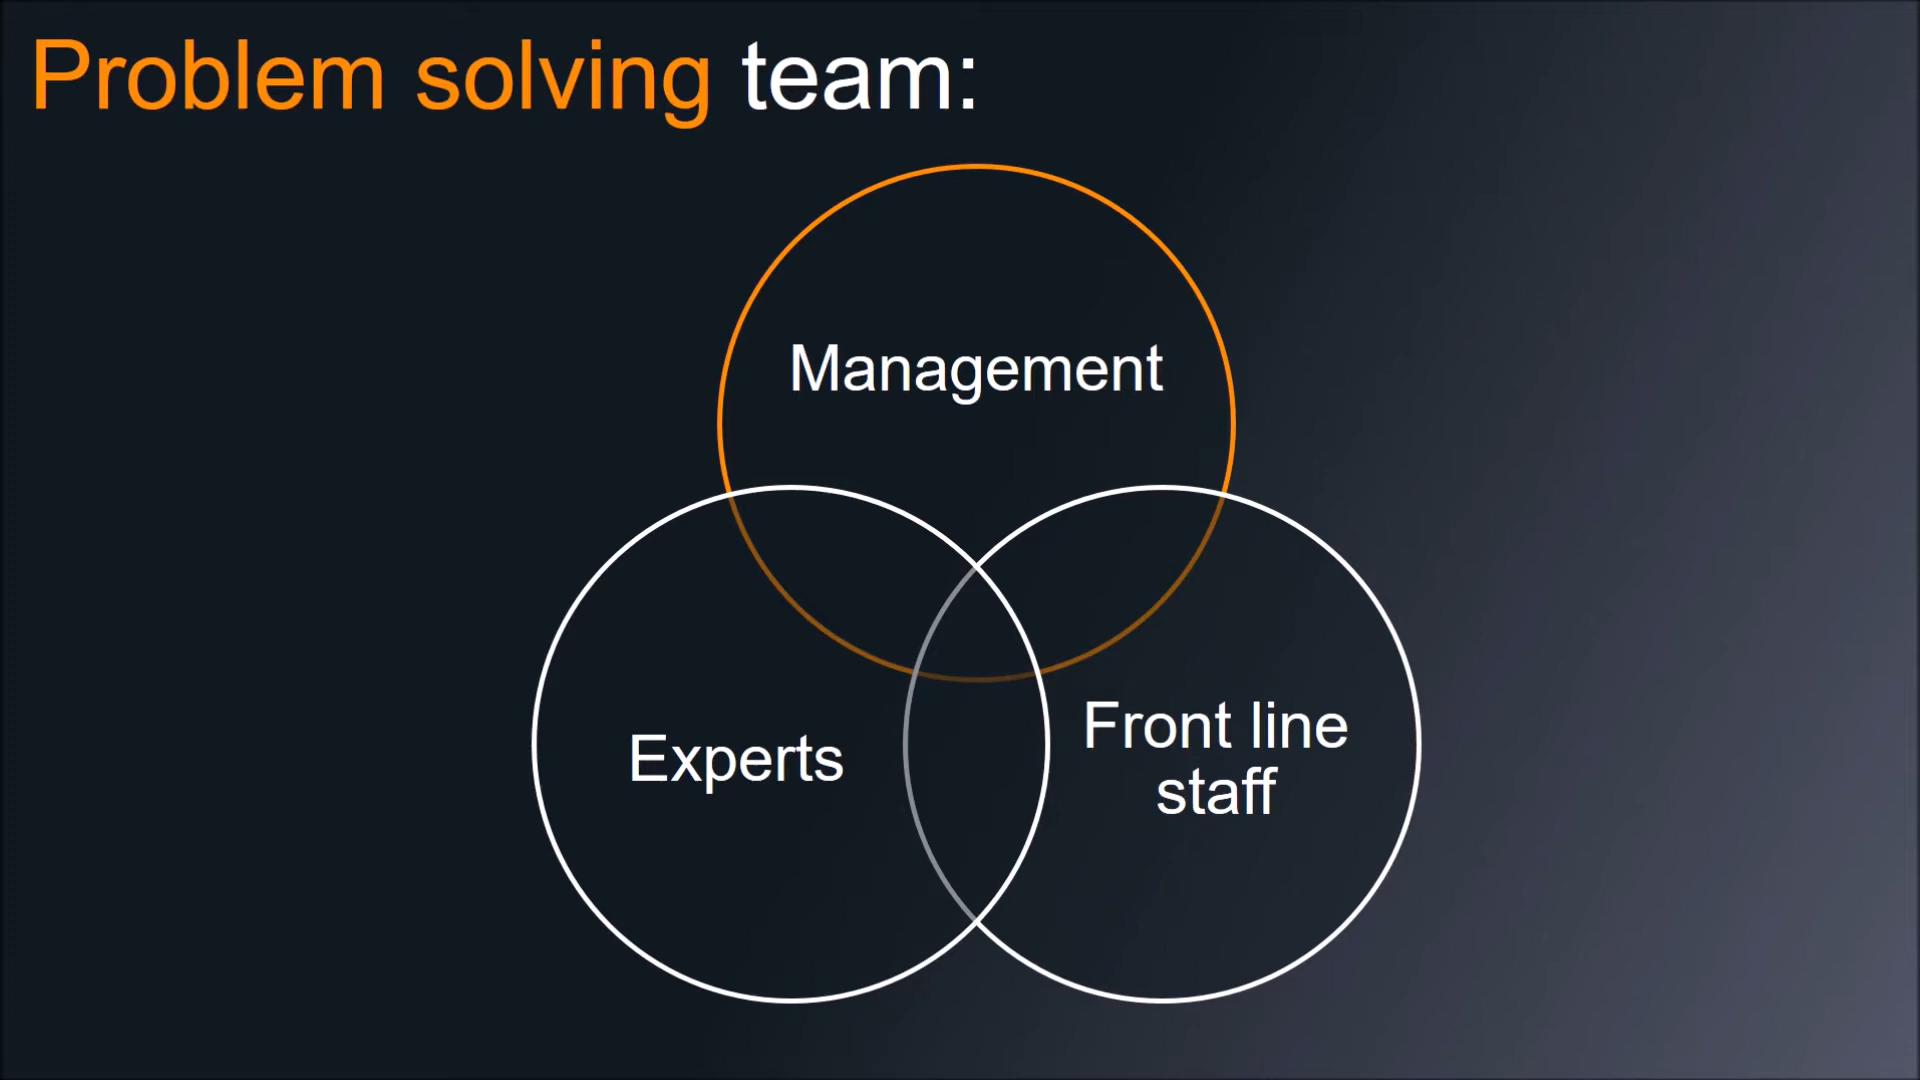 Problem solving team:
Management
Experts
Front line
staff